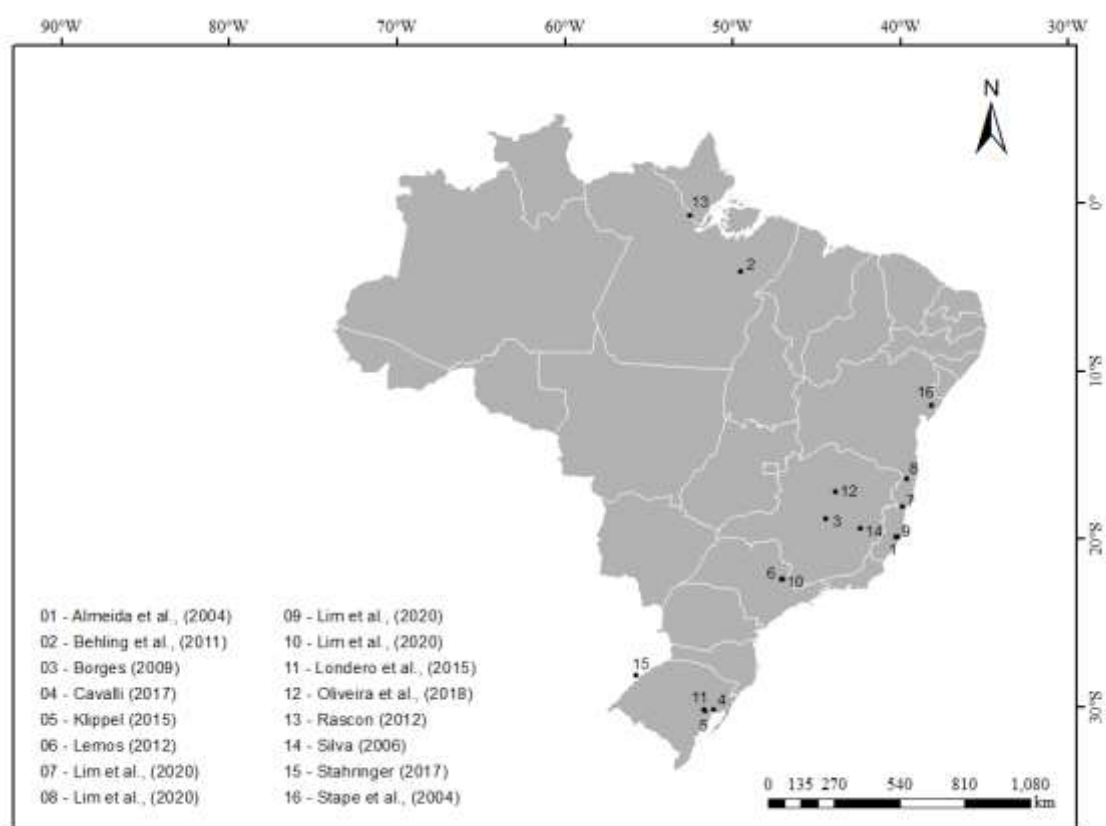 90°W 80°W 70°W 60°W 50°W 40°W 30°W
N
0°
13
2
10°S
16
8
12
7
3
14
9
1
20°S
6
10
15
11
4
5
30°S
01 - Almeida et al., (2004)
02 - Behling et al., (2011)
03 - Borges (2009)
04 - Cavalli (2017)
05 - Klippel (2015)
06 - Lemos (2012)
07 - Lim et al., (2020)
08 - Lim et al., (2020)
09 - Lim et al., (2020)
10 - Lim et al., (2020)
11 - Londero et al., (2015)
12 - Oliveira et al., (2018)
13 - Rascon (2012)
14 - Silva (2006)
15 - Stahringer (2017)
16 - Stape et al., (2004)
0 135 270 540 810 1,080
km